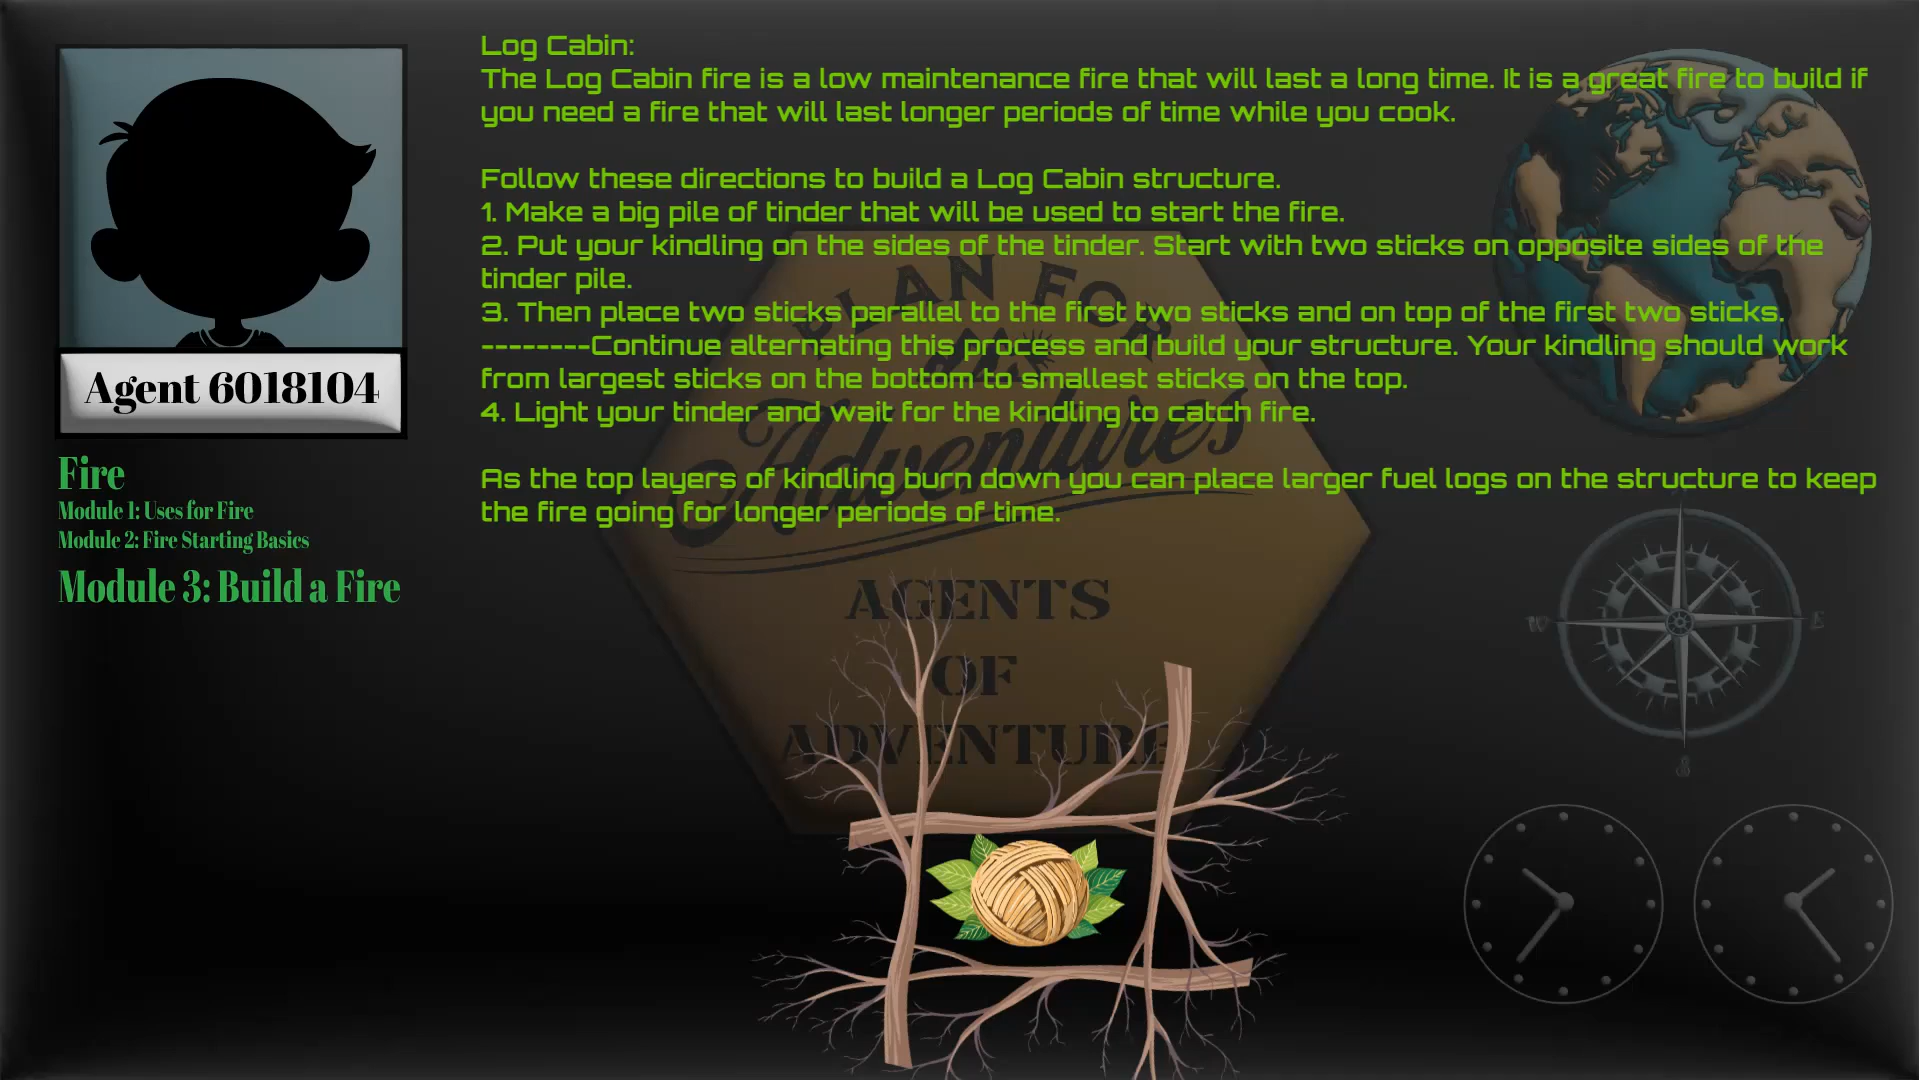 Log Cabin:
The Log Cabin fire is a low maintenance fire that will last a long time. It is a great fire to build if
you need a fire that will last longer periods of time while you cook.
Follow these directions to build a Log Cabin structure.
1. Make a big pile of tinder that will be used to start the fire.
2. Put your kindling on the sides of the tinder. Start with two sticks on opposite sides of the
tinder pile.
3. Then place two sticks parallel to the first two sticks and on top of the first two sticks.
--------Continue alternating this process and build your structure. Your kindling should work
from largest sticks on the bottom to smallest sticks on the top.
4. Light your tinder and wait for the kindling to catch fire.
As the top layers of kindling burn down you can place larger fuel logs on the structure to keep
the fire going for longer periods of time.
Agent 6018104
Fire
Module 1: Uses for Fire
Module 2: Fire Starting Basics
Module 3: Build a Fire
PLAN FOR
Adventures
AGENTS
OF
ADVENTURE
W
E
S